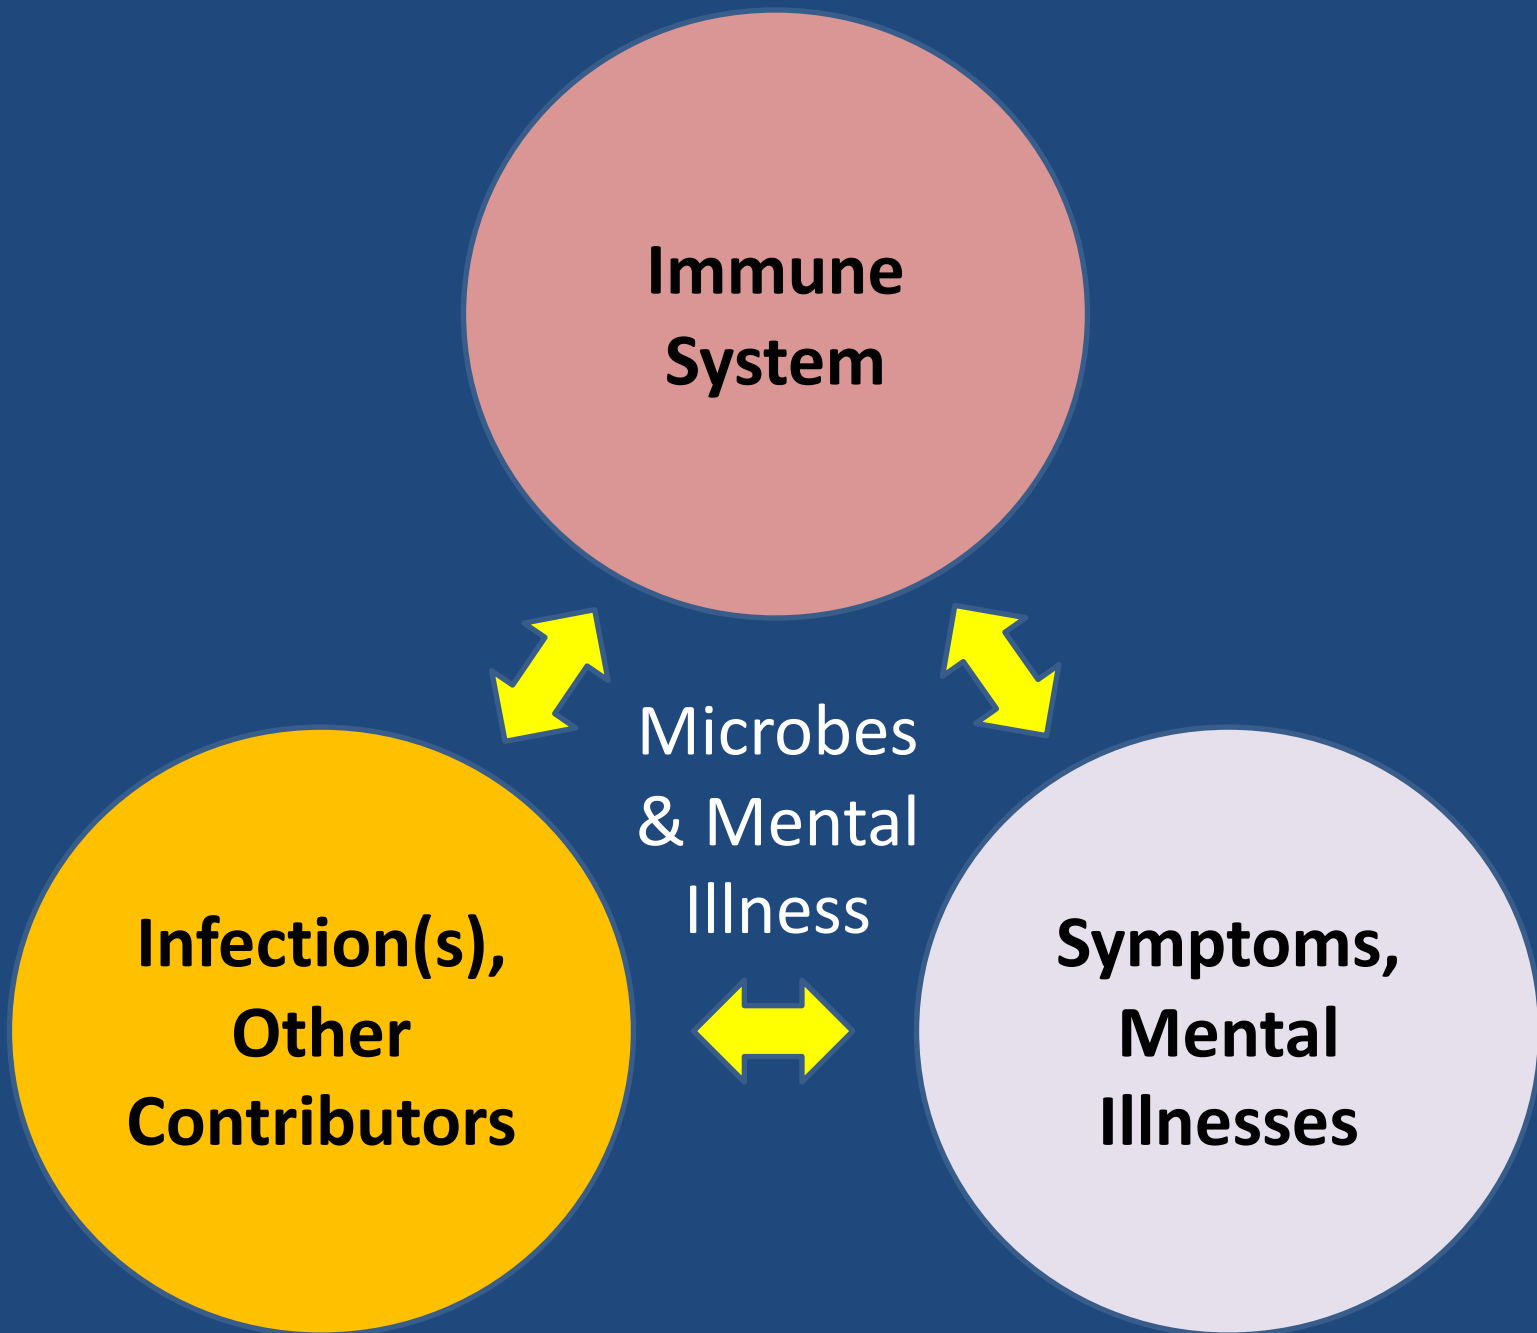 Immune
System
Microbes
& Mental
Illness
Infection(s),
Other
Contributors
Symptoms,
Mental
Illnesses